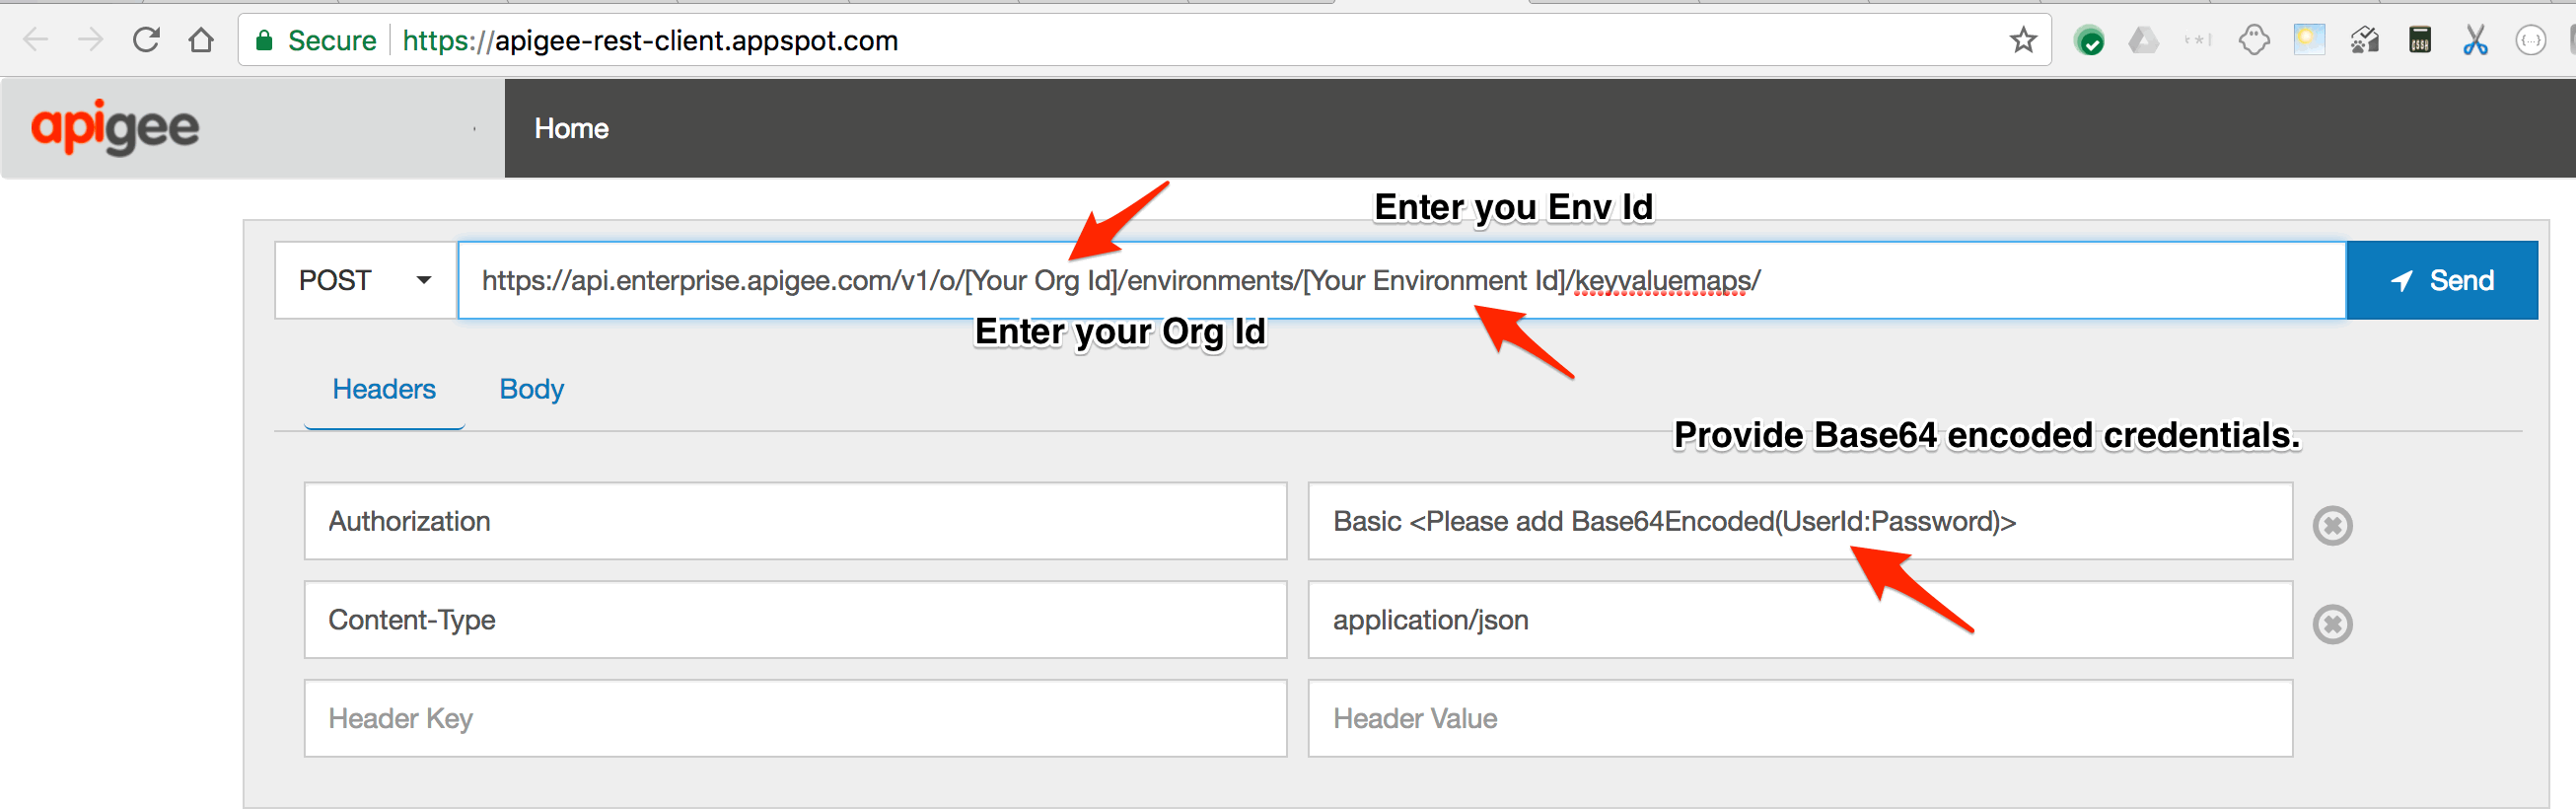 Secure https://apigee-rest-client.appspot.com
apigee
Home
Enter you Env Id
POST https://api.enterprise.apigee.com/v1/o/[Your Org Id]/environments/[Your Environment Id]/keyvaluemaps/ Send
Enter your Org Id
Headers Body
Provide Base64 encoded credentials.
Authorization Basic <Please add Base64Encoded(UserId:Password)>
Content-Type application/json
Header Key Header Value